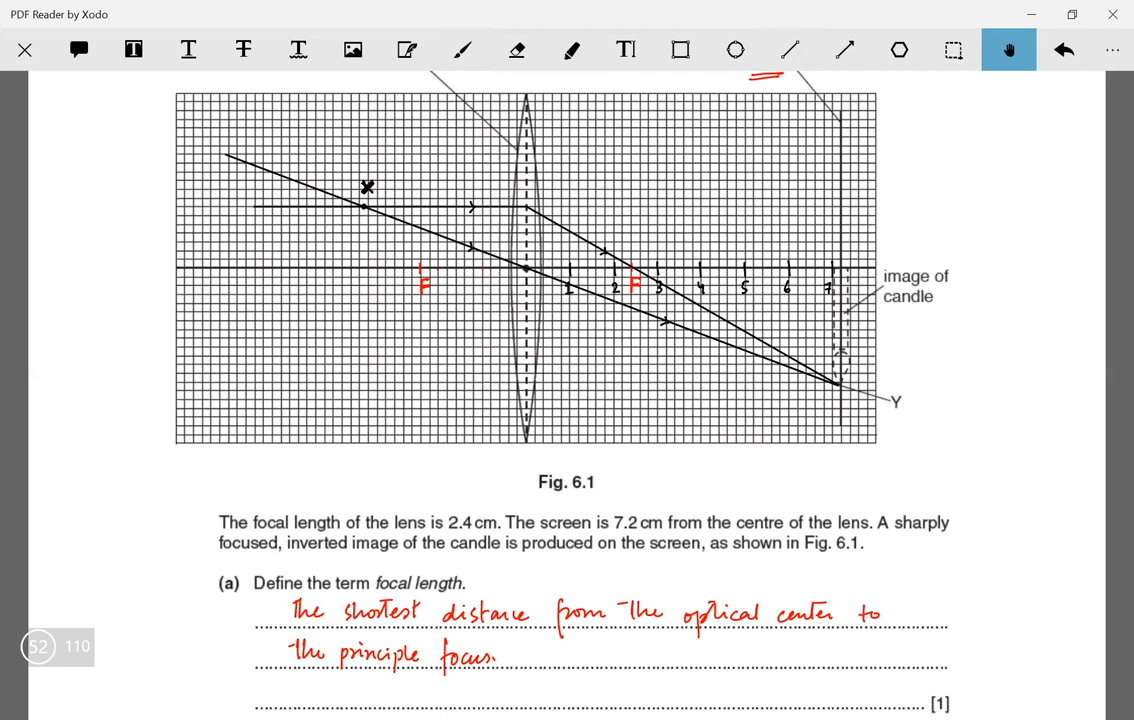 PDF Reader by Xodo
T T T T TI
X
F 1 2 F 3 4 5 6 7
image of
candle
Y
Fig. 6.1
The focal length of the lens is 2.4 cm. The screen is 7.2 cm from the centre of the lens. A sharply
focused, inverted image of the candle is produced on the screen, as shown in Fig. 6.1.
(a) Define the term focal length.
The shortest distance from the optical center to
the principle focus.
[1]
52 110